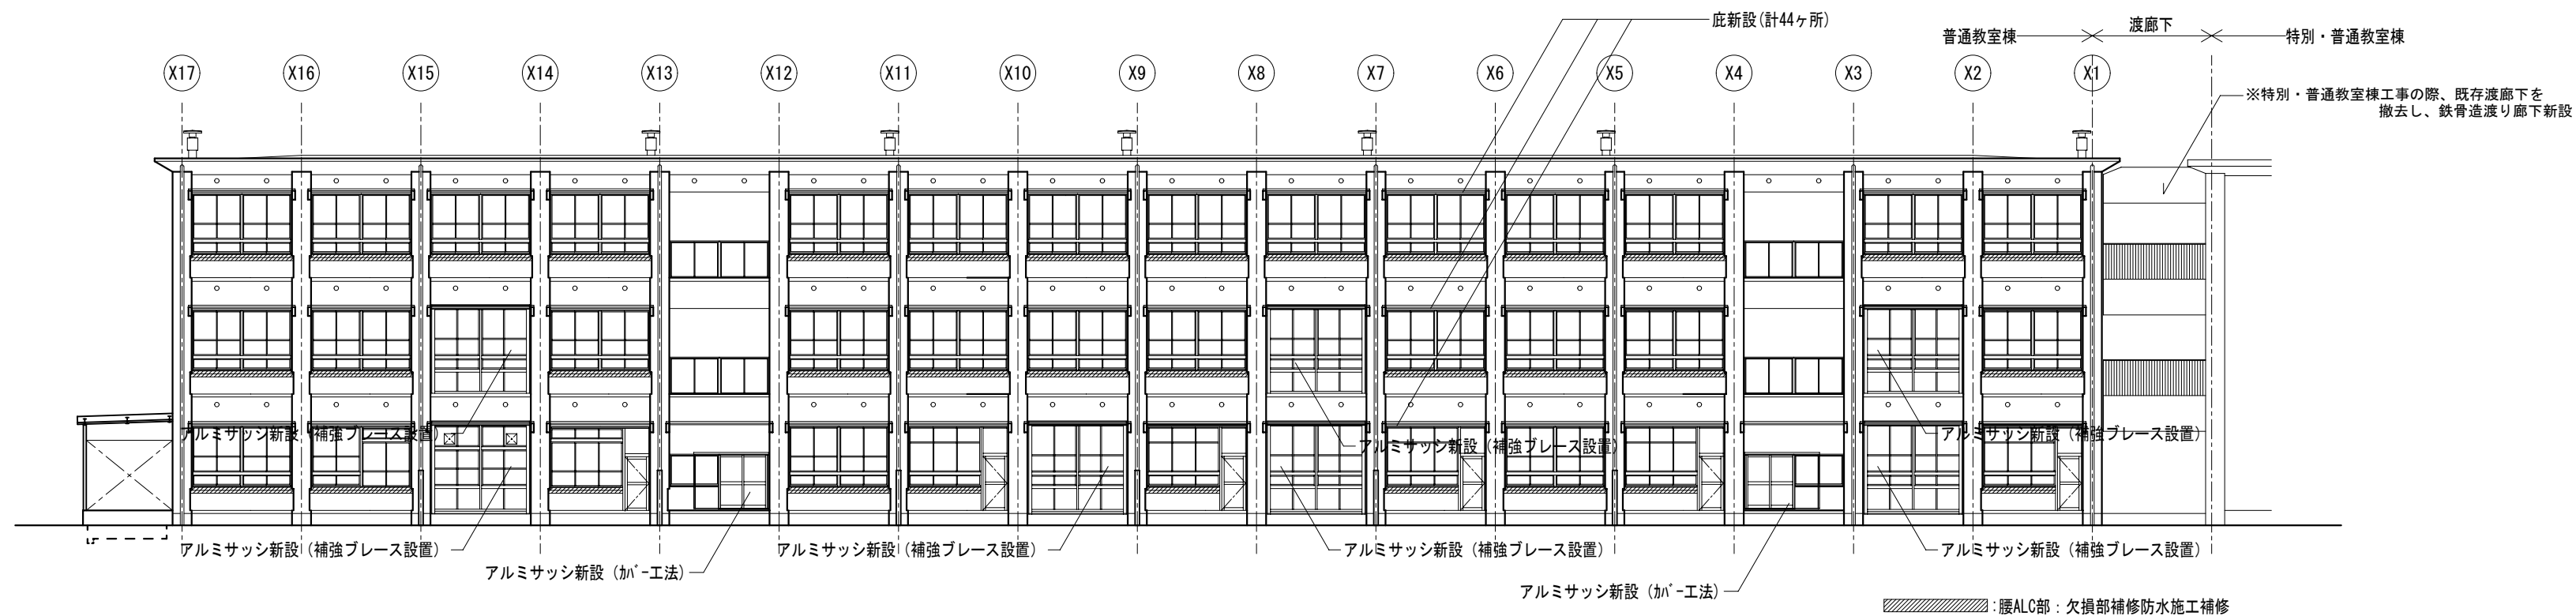 庇新設(計44ヶ所)
普通教室棟
渡廊下
特別・普通教室棟
X17
X16
X15
X14
X13
X12
X11
X10
X9
X8
X7
X6
X5
X4
X3
X2
X1
※特別・普通教室棟工事の際、既存渡廊下を
撤去し、鉄骨造渡り廊下新設
アルミサッシ新設（補強ブレース設置）
アルミサッシ新設（補強ブレース設置）
アルミサッシ新設（補強ブレース設置）
アルミサッシ新設（補強ブレース設置）
アルミサッシ新設（補強ブレース設置）
アルミサッシ新設（補強ブレース設置）
アルミサッシ新設（補強ブレース設置）
アルミサッシ新設（ｶﾊﾞｰ工法）
アルミサッシ新設（ｶﾊﾞｰ工法）
:腰ALC部：欠損部補修防水施工補修